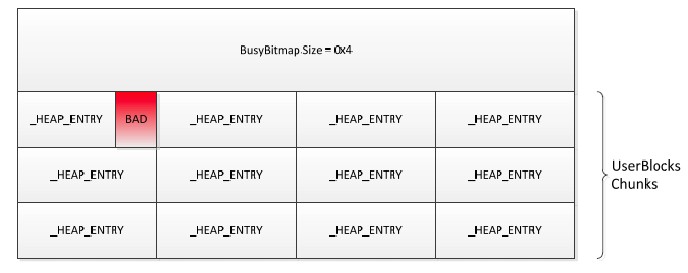 BusyBitmap.Size = 0x4
_HEAP_ENTRY BAD _HEAP_ENTRY _HEAP_ENTRY _HEAP_ENTRY
_HEAP_ENTRY _HEAP_ENTRY _HEAP_ENTRY _HEAP_ENTRY
_HEAP_ENTRY _HEAP_ENTRY _HEAP_ENTRY _HEAP_ENTRY
UserBlocks
Chunks